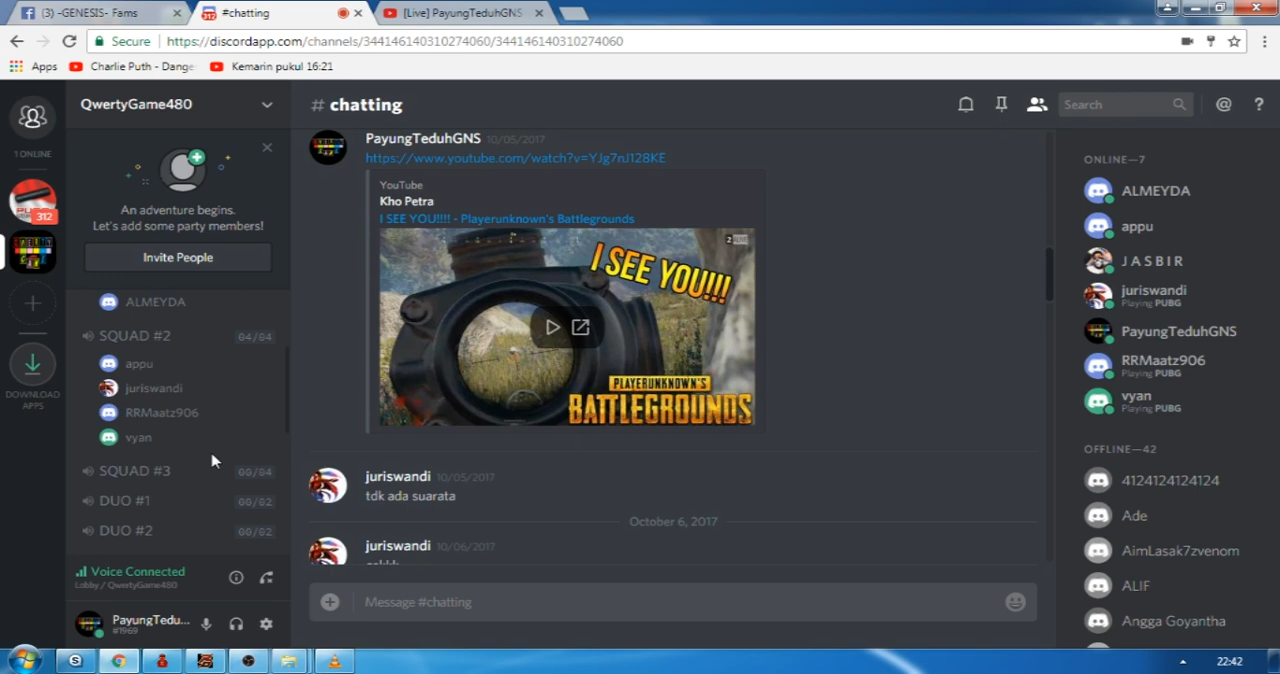 (3) -GENESIS- Fams
312
#chatting
[Live] PayungTeduhGNS
Secure
https://discordapp.com/channels/344146140310274060/344146140310274060
Apps
Charlie Puth - Dange
Kemarin pukul 16:21
1 ONLINE
312
DOWNLOAD
APPS
QwertyGame480
An adventure begins.
Let's add some party members!
Invite People
ALMEYDA
SQUAD #2
04/04
appu
juriswandi
RRMaatz906
vyan
SQUAD #3
00/04
DUO #1
00/02
DUO #2
00/02
Voice Connected
Lobby / QwertyGame480
PayungTedu...
#1969
# chatting
Search
PayungTeduhGNS 10/05/2017
https://www.youtube.com/watch?v=YJg7nJ128KE
YouTube
Kho Petra
I SEE YOU!!!! - Playerunknown's Battlegrounds
I SEE YOU!!!
PLAYERUNKNOWN'S
BATTLEGROUNDS
juriswandi 10/05/2017
tdk ada suarata
October 6, 2017
juriswandi 10/06/2017
Message #chatting
ONLINE—7
ALMEYDA
appu
J A S B I R
juriswandi
Playing PUBG
PayungTeduhGNS
RRMaatz906
Playing PUBG
vyan
Playing PUBG
OFFLINE—42
4124124124124
Ade
AimLasak7zvenom
ALIF
Angga Goyantha
22:42